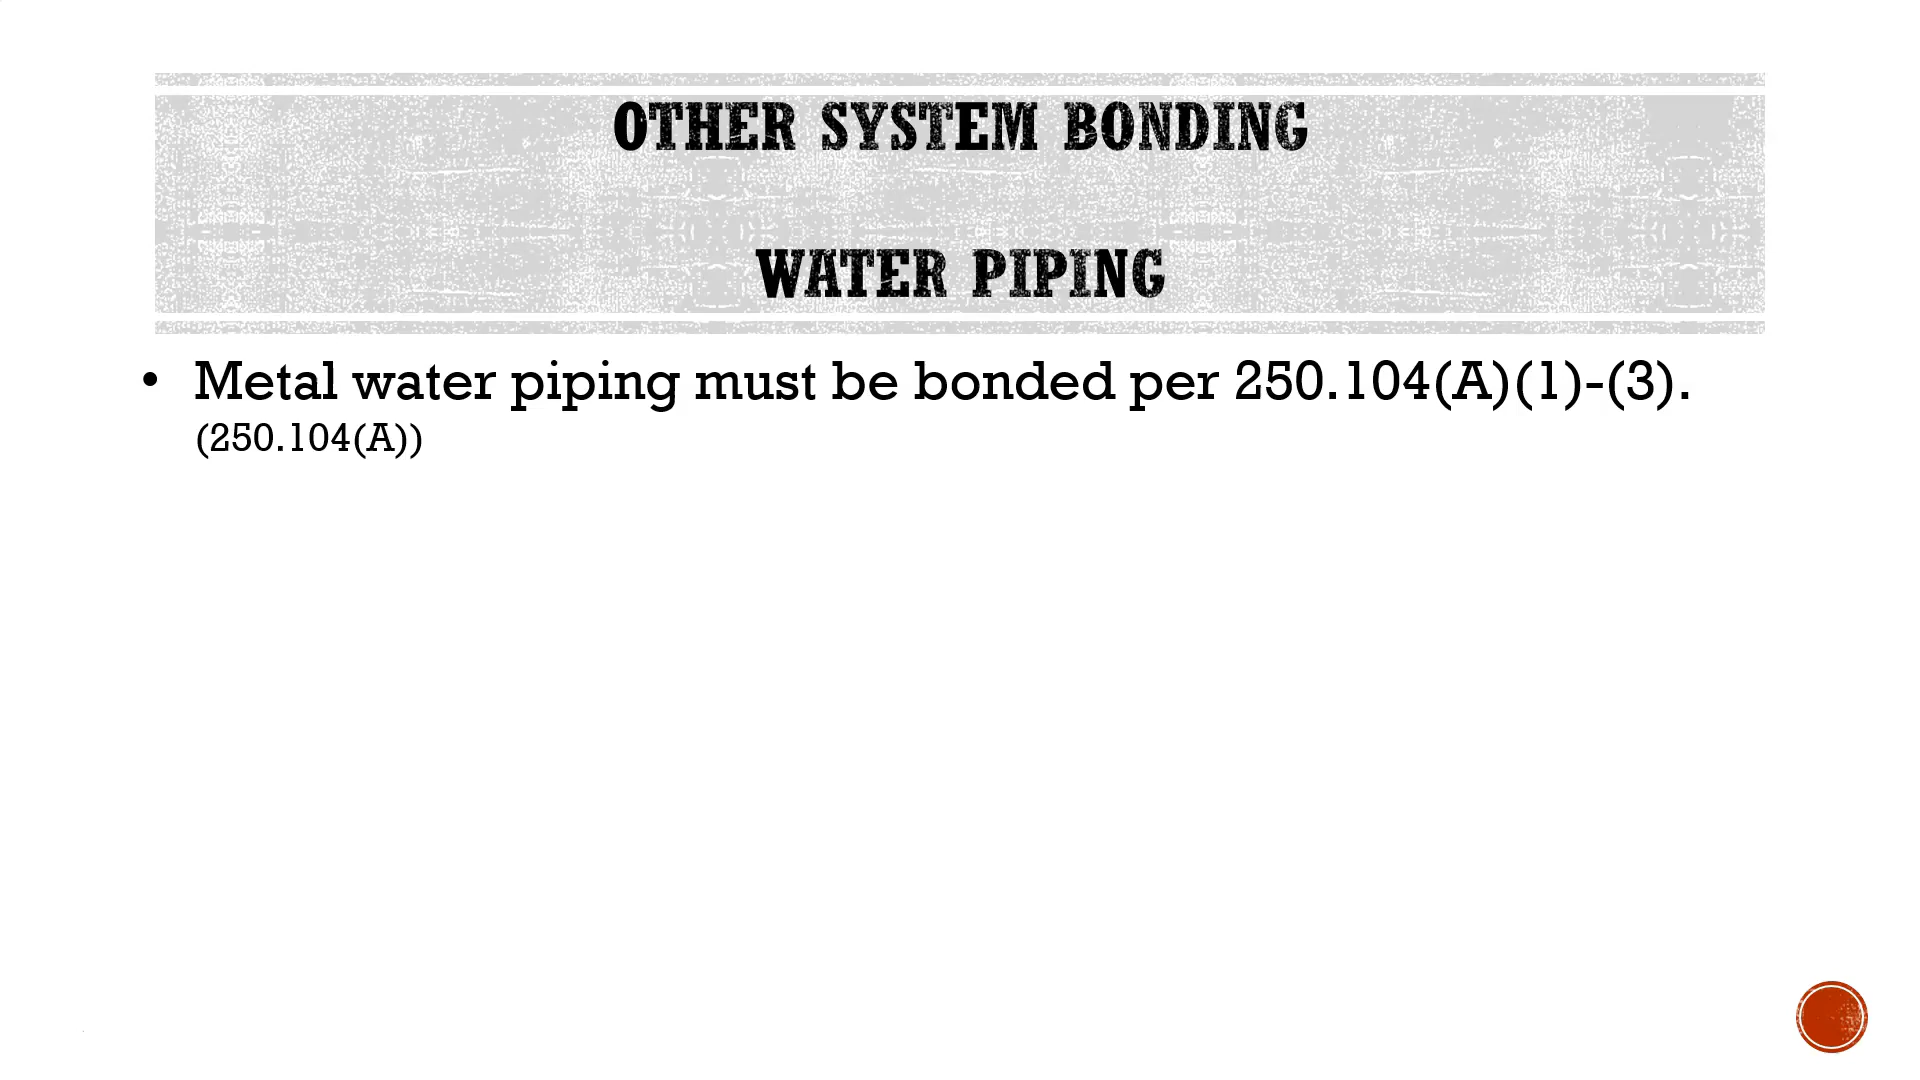 OTHER SYSTEM BONDING
WATER PIPING
• Metal water piping must be bonded per 250.104(A)(1)-(3).
(250.104(A))